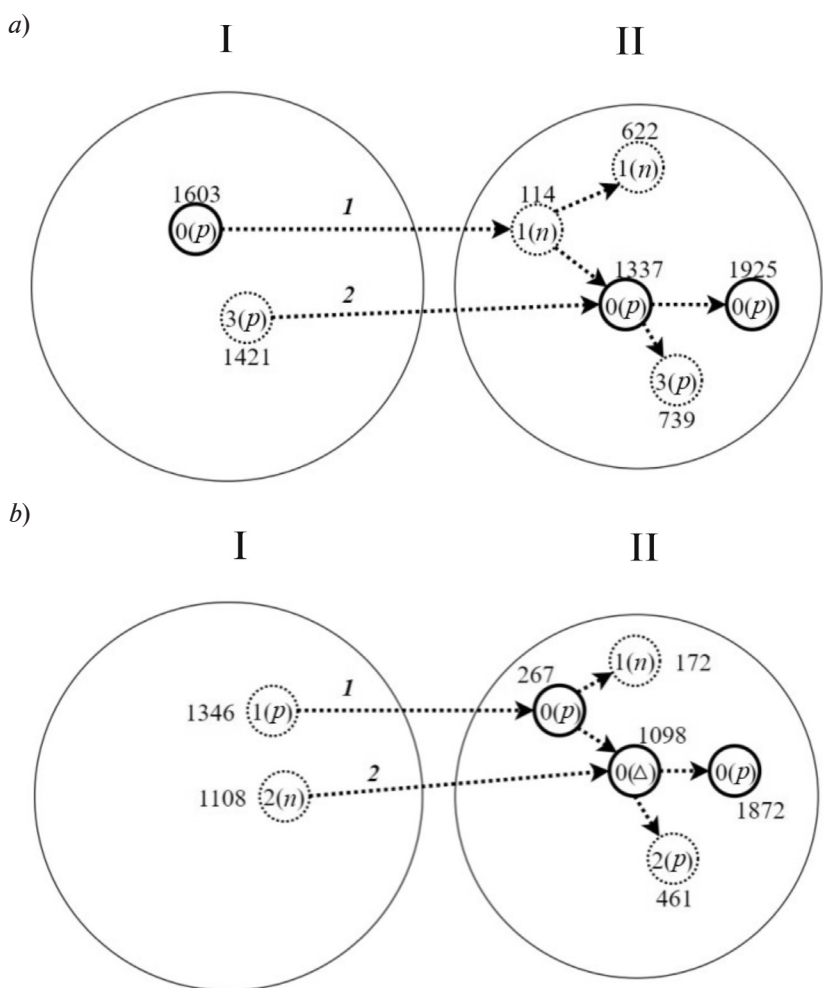 a)
I II
622
1(n)
1603 1 114
0(p) 1(n)
1337 1925
2 0(p) 0(p)
3(p)
1421
3(p)
739
b)
I II
1(n) 172
1 267
1346 1(p) 0(p)
1098
2 0(Δ) 0(p)
1108 2(n)
1872
2(p)
461